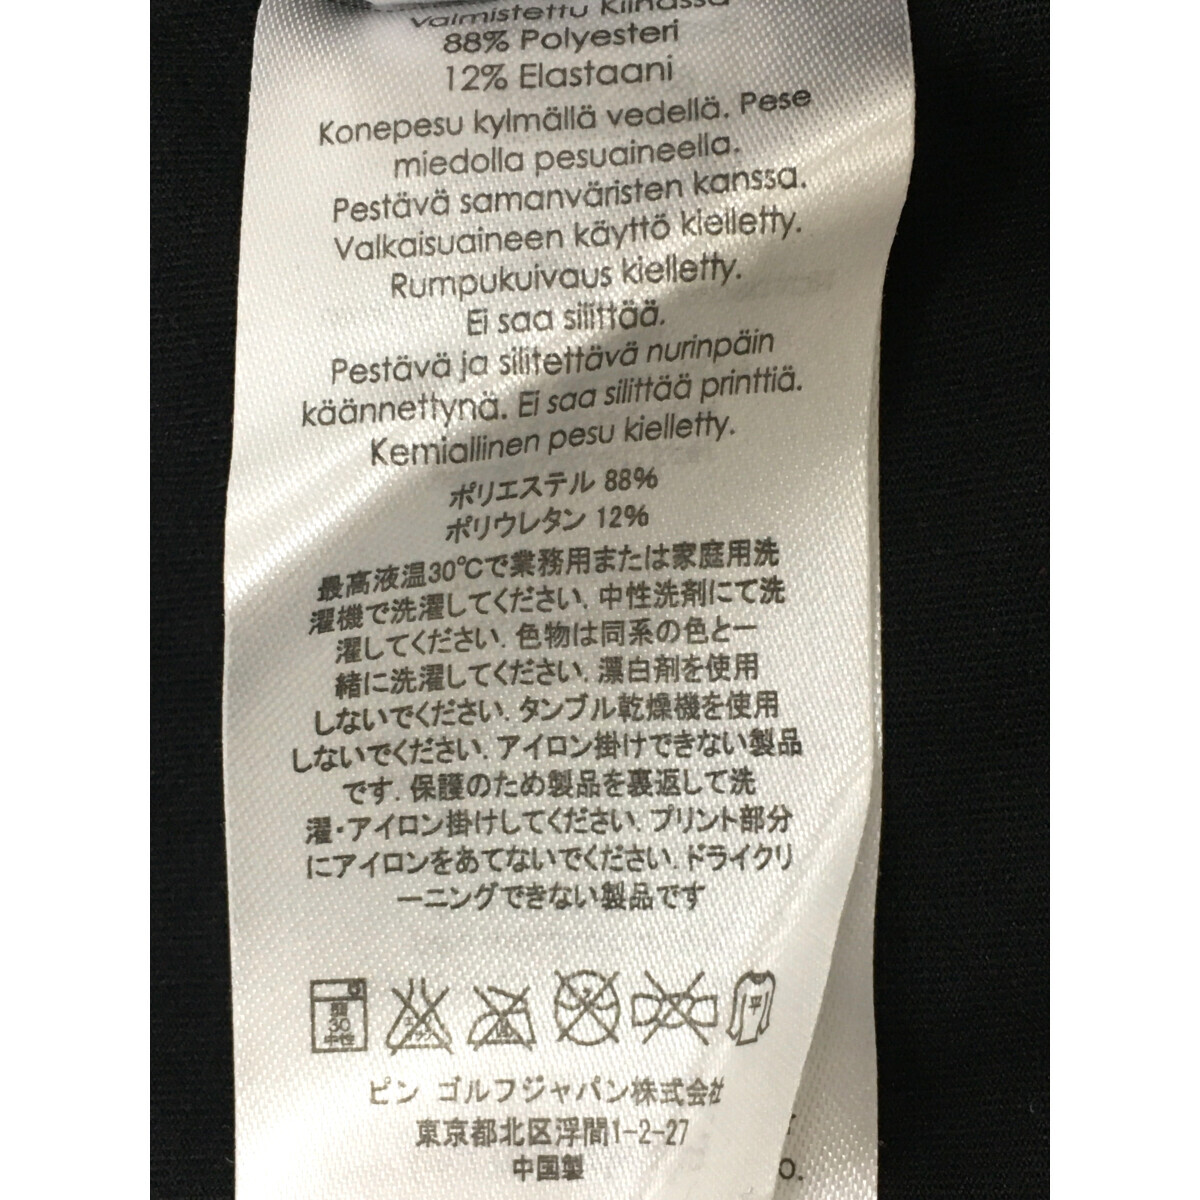 Valmistettu Kiinassa
88% Polyesteri
12% Elastaani
Konepesu kylmällä vedellä. Pese
miedolla pesuaineella.
Pestävä samanväristen kanssa.
Valkaisuaineen käyttö kielletty.
Rumpukuivaus kielletty.
Ei saa silittää.
Pestävä ja silitettävä nurinpäin
käännettynä. Ei saa silittää printtiä.
Kemiallinen pesu kielletty.
ポリエステル 88%
ポリウレタン 12%
最高液温30℃で業務用または家庭用洗
濯機で洗濯してください. 中性洗剤にて洗
濯してください. 色物は同系の色と一
緒に洗濯してください. 漂白剤を使用
しないでください. タンブル乾燥機を使用
しないでください. アイロン掛けできない製品
です. 保護のため製品を裏返して洗
濯・アイロン掛けしてください. プリント部分
にアイロンをあてないでください. ドライクリ
ーニングできない製品です
弱
30
中性
平
ピン ゴルフジャパン株式会社
東京都北区浮間1-2-27
中国製